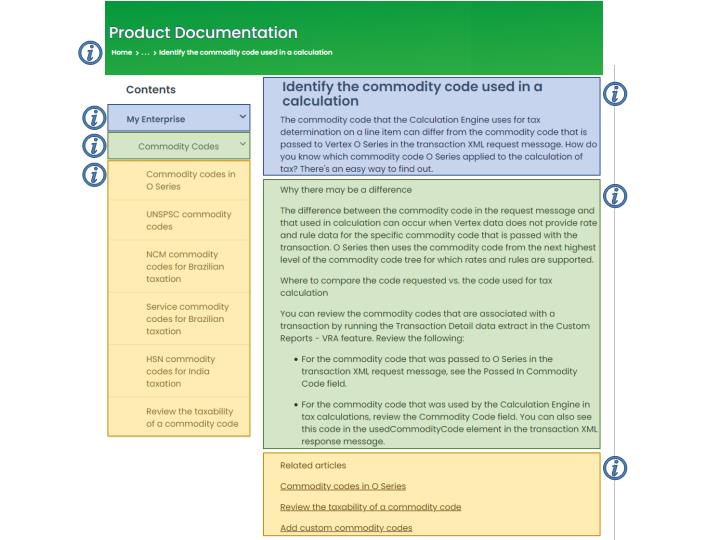 Product Documentation
Home > ... > Identify the commodity code used in a calculation
Contents
My Enterprise
Commodity Codes
Commodity codes in
O Series
UNSPSC commodity
codes
NCM commodity
codes for Brazilian
taxation
Service commodity
codes for Brazilian
taxation
HSN commodity
codes for India
taxation
Review the taxability
of a commodity code
Identify the commodity code used in a
calculation
The commodity code that the Calculation Engine uses for tax
determination on a line item can differ from the commodity code that is
passed to Vertex O Series in the transaction XML request message. How do
you know which commodity code O Series applied to the calculation of
tax? There's an easy way to find out.
Why there may be a difference
The difference between the commodity code in the request message and
that used in calculation can occur when Vertex data does not provide rate
and rule data for the specific commodity code that is passed with the
transaction. O Series then uses the commodity code from the next highest
level of the commodity code tree for which rates and rules are supported.
Where to compare the code requested vs. the code used for tax
calculation
You can review the commodity codes that are associated with a
transaction by running the Transaction Detail data extract in the Custom
Reports - VRA feature. Review the following:
• For the commodity code that was passed to O Series in the
transaction XML request message, see the Passed In Commodity
Code field.
• For the commodity code that was used by the Calculation Engine in
tax calculations, review the Commodity Code field. You can also see
this code in the usedCommodityCode element in the transaction XML
response message.
Related articles
Commodity codes in O Series
Review the taxability of a commodity code
Add custom commodity codes